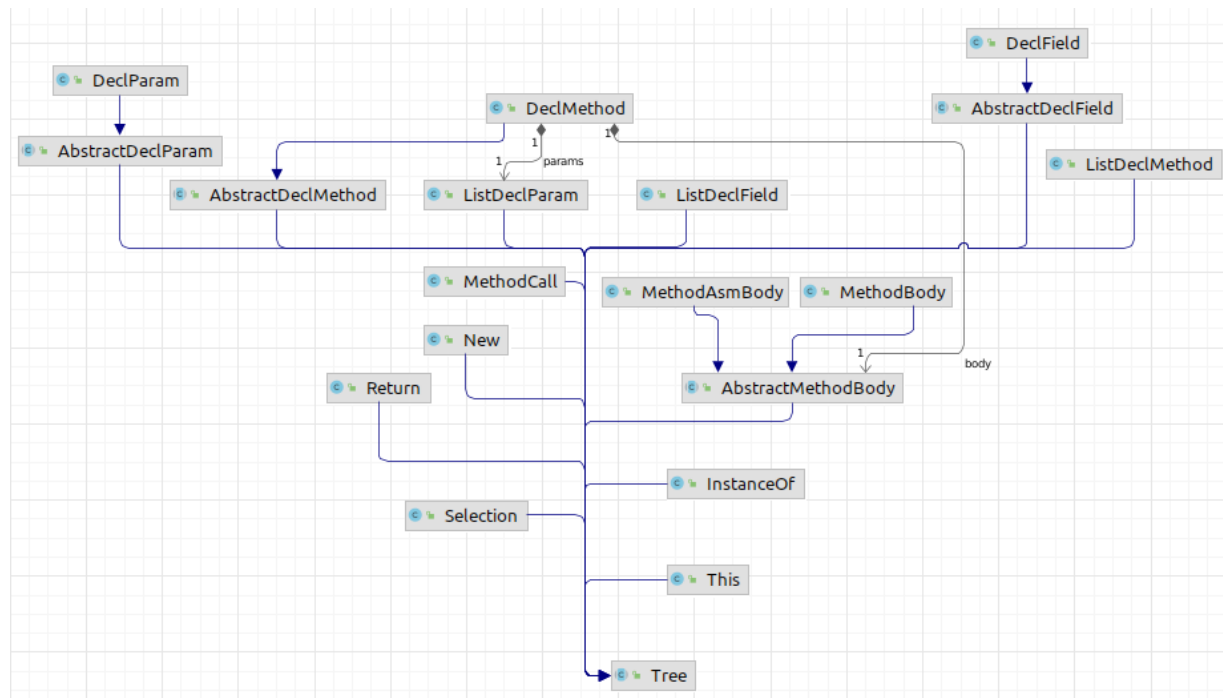 DeclField
DeclParam
DeclMethod
AbstractDeclField
1
1
AbstractDeclParam
1
params
ListDeclMethod
AbstractDeclMethod
ListDeclParam
ListDeclField
MethodCall
MethodAsmBody
MethodBody
New
1
body
Return
AbstractMethodBody
InstanceOf
Selection
This
Tree